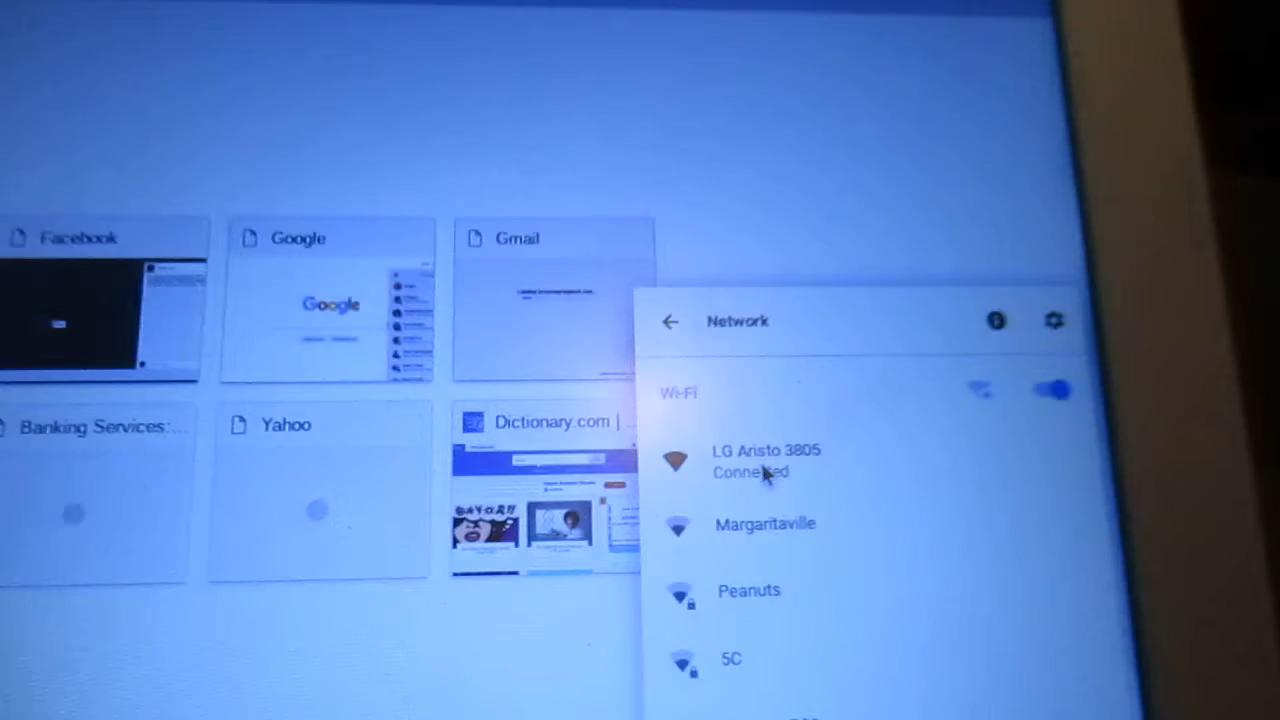 Facebook
Google
Gmail
Google
Network
Wi-Fi
Banking Services:...
Yahoo
Dictionary.com | ...
LG Aristo 3805
Connected
Margaritaville
Peanuts
5C